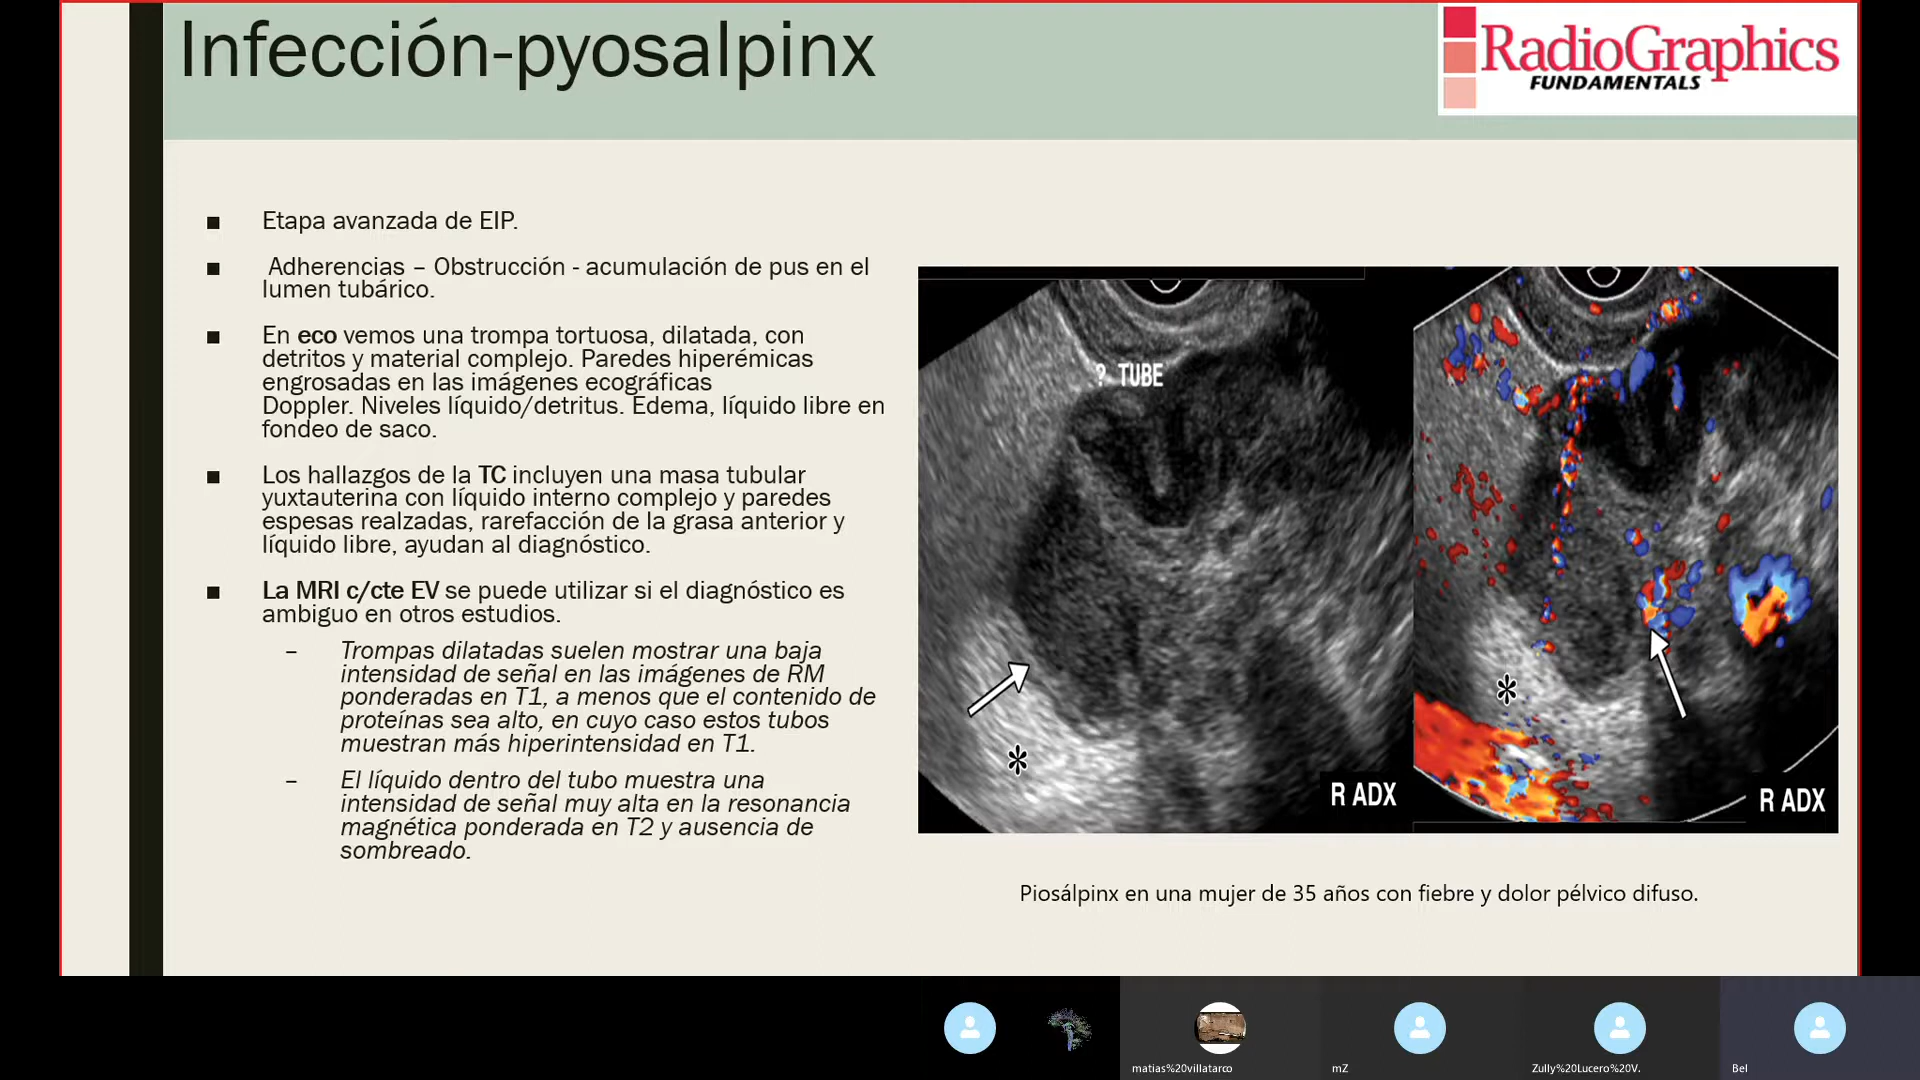 Infección-pyosalpinx
RadioGraphics
FUNDAMENTALS
■ Etapa avanzada de EIP.
■ Adherencias – Obstrucción - acumulación de pus en el
lumen tubárico.
■ En eco vemos una trompa tortuosa, dilatada, con
detritos y material complejo. Paredes hiperémicas
engrosadas en las imágenes ecográficas
Doppler. Niveles líquido/detritus. Edema, líquido libre en
fondeo de saco.
■ Los hallazgos de la TC incluyen una masa tubular
yuxtauterina con líquido interno complejo y paredes
espesas realzadas, rarefacción de la grasa anterior y
líquido libre, ayudan al diagnóstico.
■ La MRI c/cte EV se puede utilizar si el diagnóstico es
ambiguo en otros estudios.
– Trompas dilatadas suelen mostrar una baja
intensidad de señal en las imágenes de RM
ponderadas en T1, a menos que el contenido de
proteínas sea alto, en cuyo caso estos tubos
muestran más hiperintensidad en T1.
– El líquido dentro del tubo muestra una
intensidad de señal muy alta en la resonancia
magnética ponderada en T2 y ausencia de
sombreado.
? TUBE
*
R ADX
*
R ADX
Piosálpinx en una mujer de 35 años con fiebre y dolor pélvico difuso.
matias%20villatarco
mZ
Zully%20Lucero%20V.
Bel